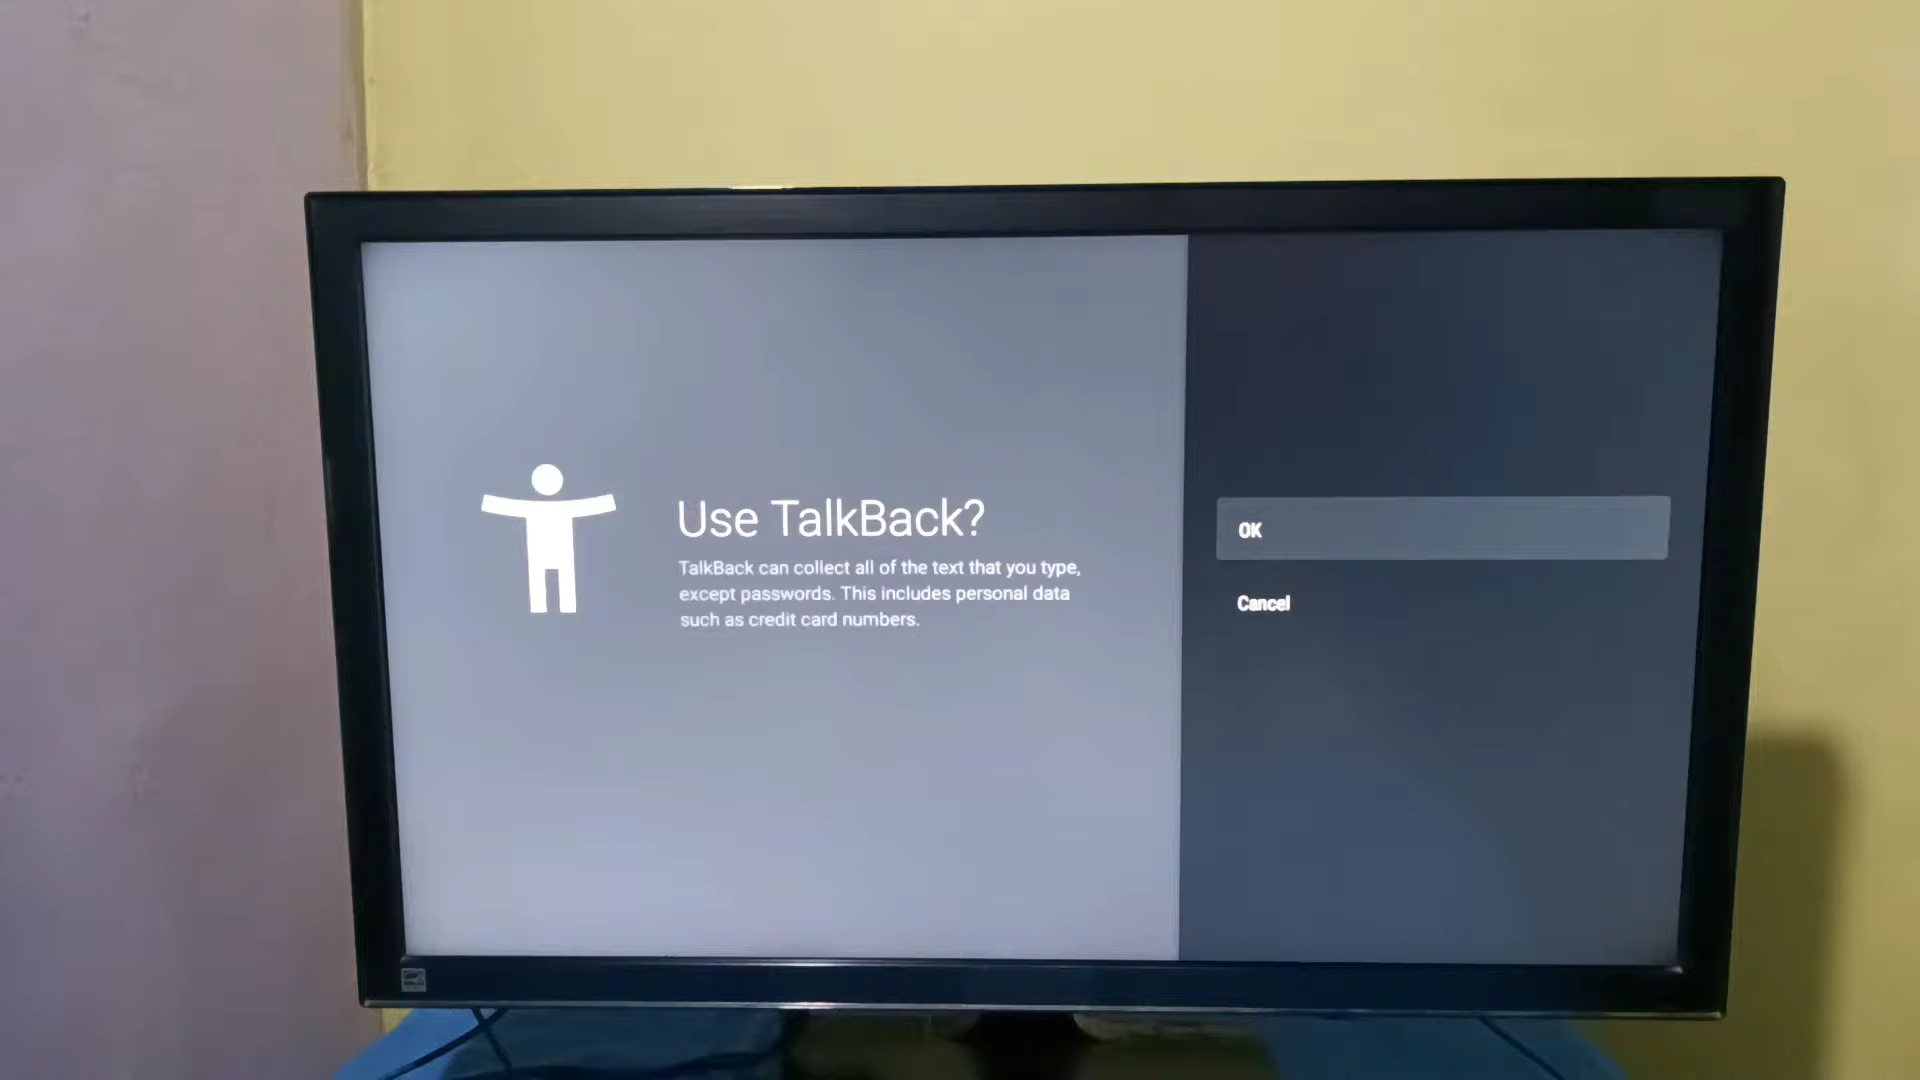 Use TalkBack?
TalkBack can collect all of the text that you type,
except passwords. This includes personal data
such as credit card numbers.
OK
Cancel